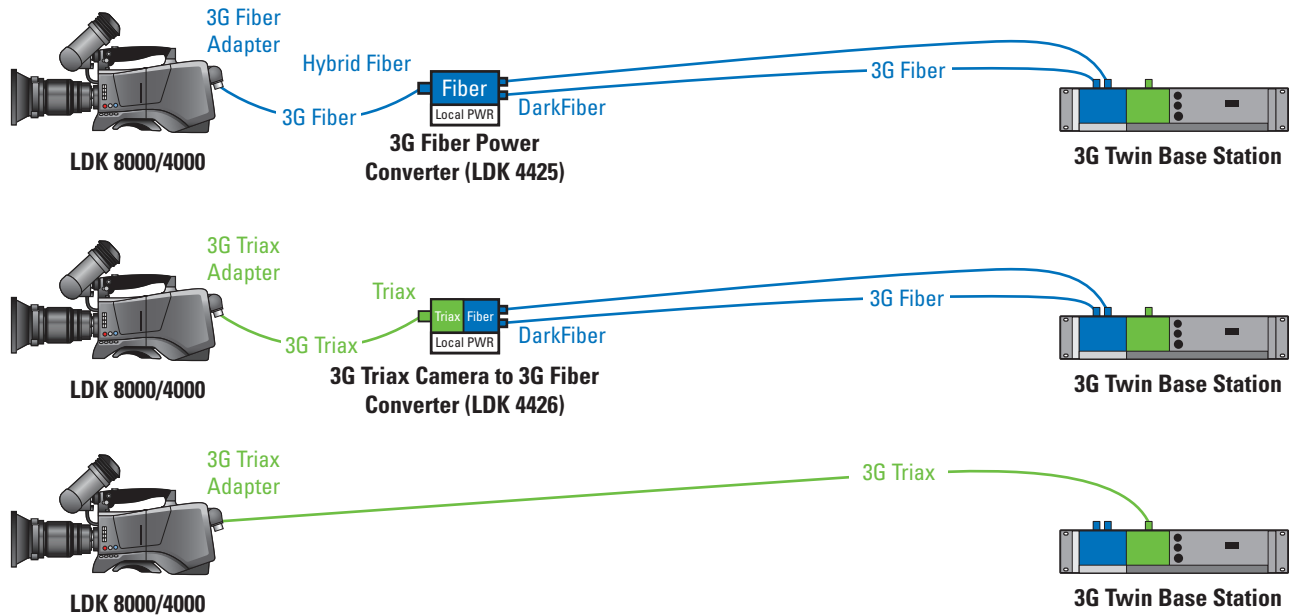 3G Fiber
Adapter
Hybrid Fiber
3G Fiber
Fiber
Local PWR
DarkFiber
3G Fiber
LDK 8000/4000
3G Fiber Power
Converter (LDK 4425)
3G Twin Base Station
3G Triax
Adapter
Triax
3G Triax
Triax Fiber
Local PWR
DarkFiber
3G Fiber
LDK 8000/4000
3G Triax Camera to 3G Fiber
Converter (LDK 4426)
3G Twin Base Station
3G Triax
Adapter
3G Triax
LDK 8000/4000
3G Twin Base Station